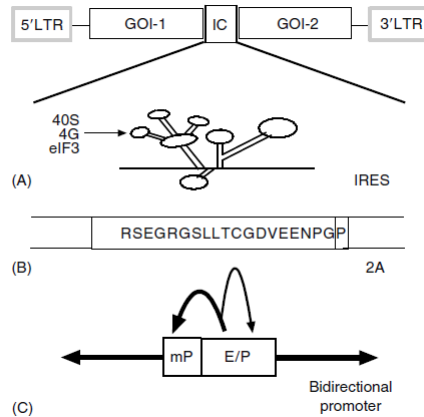 5′LTR GOI-1 IC GOI-2 3′LTR
40S
4G
eIF3
(A) IRES
RSEGRGSLLTCGDVEENPGP
(B) 2A
mP E/P
Bidirectional
promoter
(C)